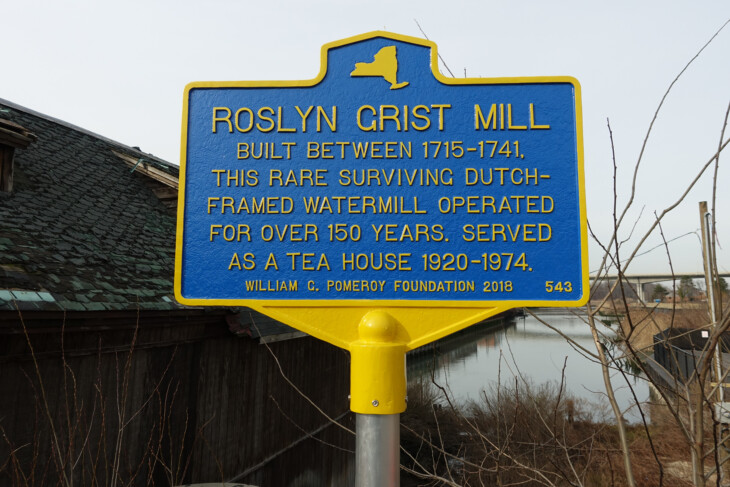 ROSLYN GRIST MILL
BUILT BETWEEN 1715-1741,
THIS RARE SURVIVING DUTCH-
FRAMED WATERMILL OPERATED
FOR OVER 150 YEARS. SERVED
AS A TEA HOUSE 1920-1974.
WILLIAM G. POMEROY FOUNDATION 2018 543